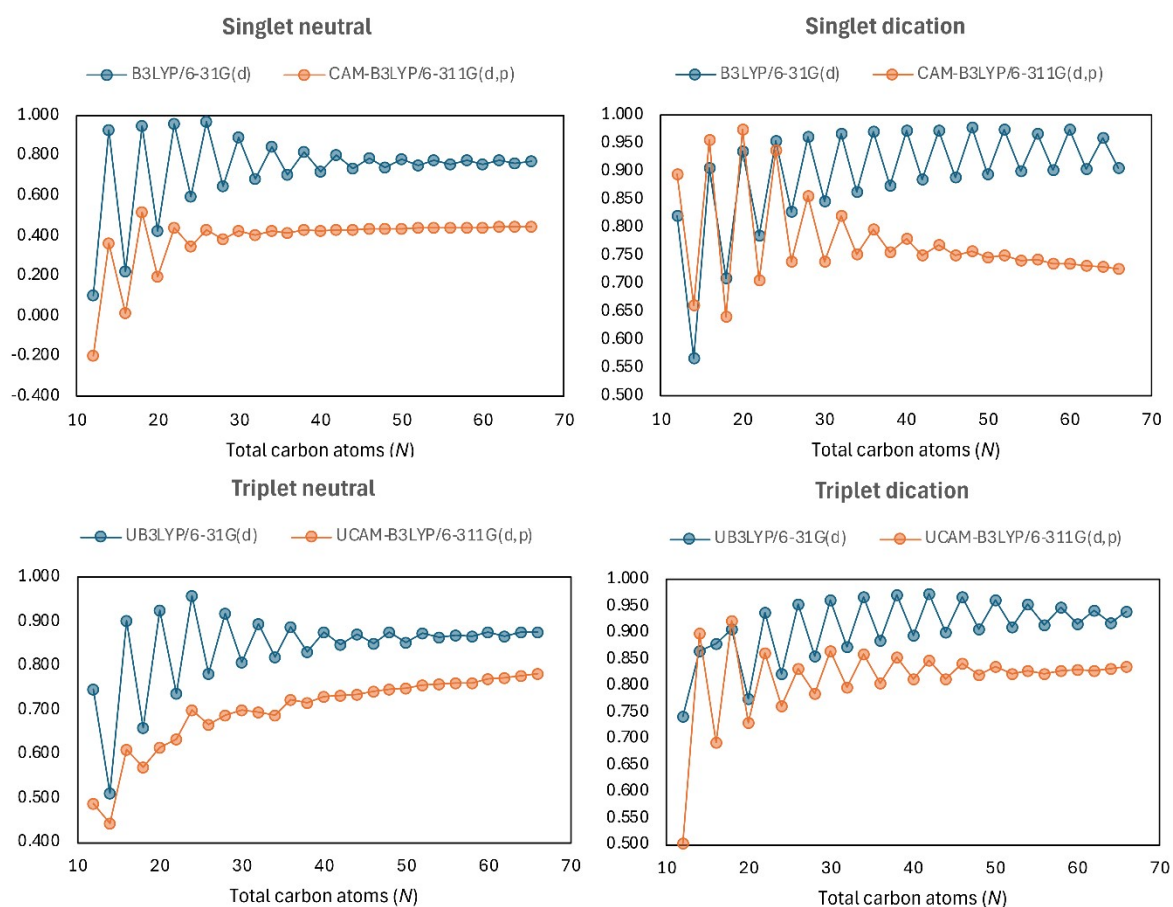 Singlet neutral
B3LYP/6-31G(d) CAM-B3LYP/6-311G(d,p)
1.000
0.800
0.600
0.400
0.200
0.000
-0.200
-0.400
10 20 30 40 50 60 70
Total carbon atoms (N)
Singlet dication
B3LYP/6-31G(d) CAM-B3LYP/6-311G(d,p)
1.000
0.950
0.900
0.850
0.800
0.750
0.700
0.650
0.600
0.550
0.500
10 20 30 40 50 60 70
Total carbon atoms (N)
Triplet neutral
UB3LYP/6-31G(d) UCAM-B3LYP/6-311G(d,p)
1.000
0.900
0.800
0.700
0.600
0.500
0.400
10 20 30 40 50 60 70
Total carbon atoms (N)
Triplet dication
UB3LYP/6-31G(d) UCAM-B3LYP/6-311G(d,p)
1.000
0.950
0.900
0.850
0.800
0.750
0.700
0.650
0.600
0.550
0.500
10 20 30 40 50 60 70
Total carbon atoms (N)